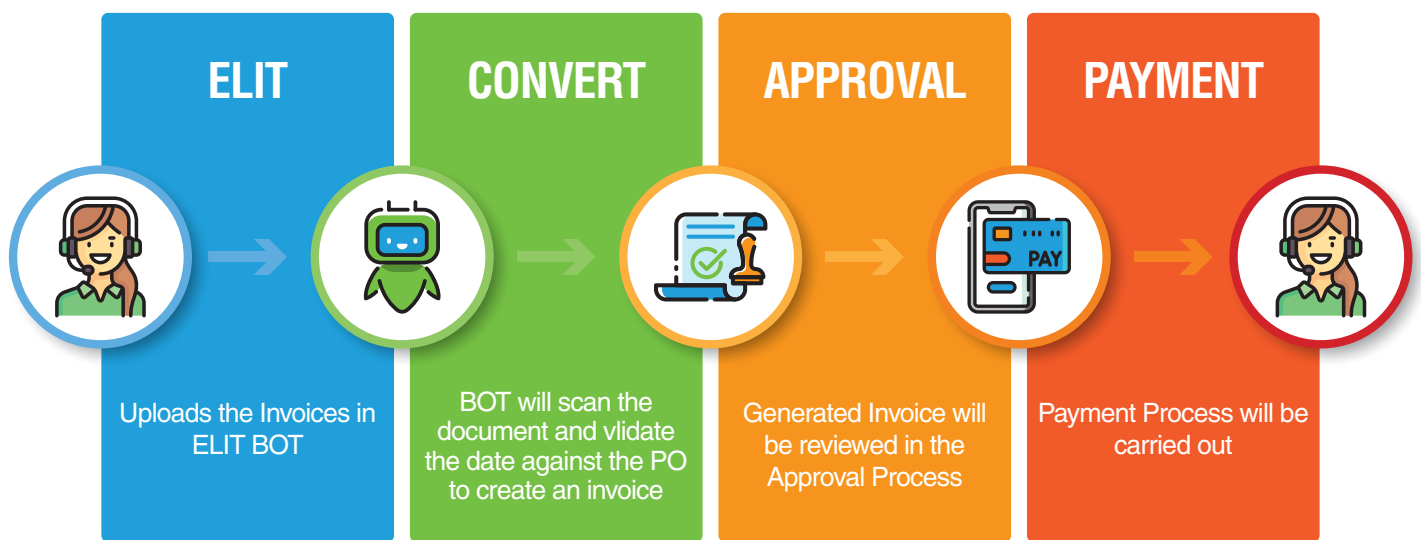 ELIT
CONVERT
APPROVAL
PAYMENT
PAY
Uploads the Invoices in
ELIT BOT
BOT will scan the
document and vlidate
the date against the PO
to create an invoice
Generated Invoice will
be reviewed in the
Approval Process
Payment Process will be
carried out